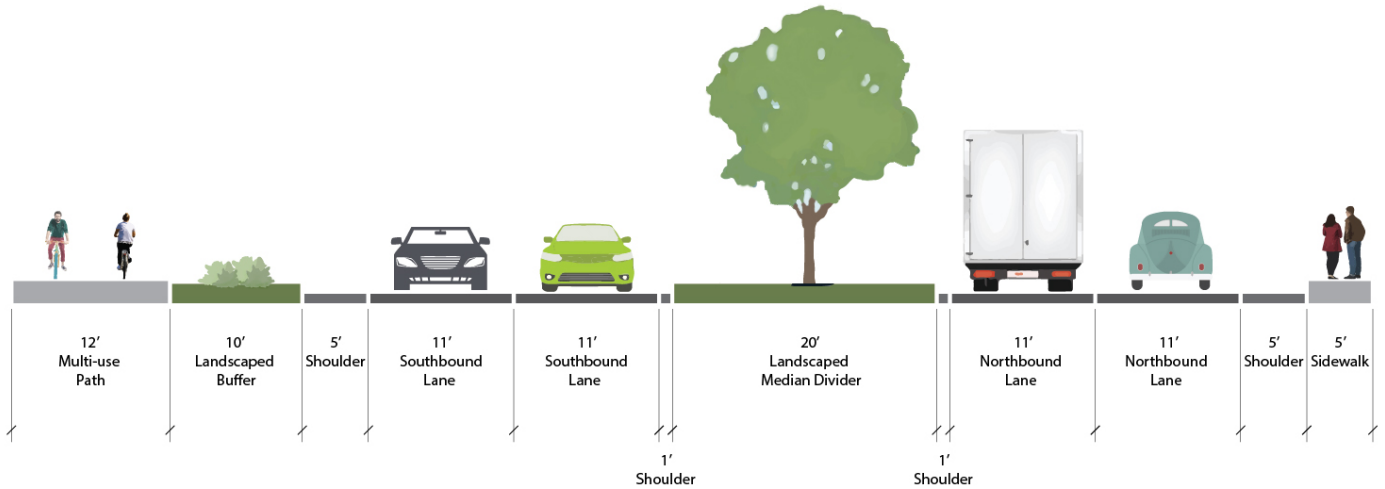 12’
Multi-use
Path
10’
Landscaped
Buffer
5’
Shoulder
11’
Southbound
Lane
11’
Southbound
Lane
1’
Shoulder
20’
Landscaped
Median Divider
1’
Shoulder
11’
Northbound
Lane
11’
Northbound
Lane
5’
Shoulder
5’
Sidewalk